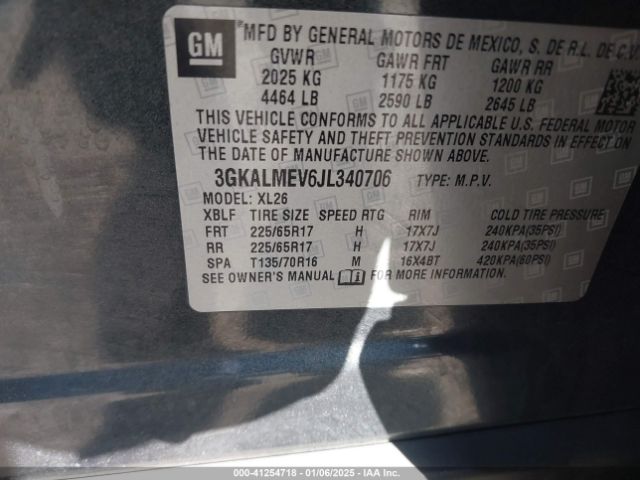 GM
MFD BY GENERAL MOTORS DE MEXICO, S. DE R.L. DE C.V.
GVWR GAWR FRT GAWR RR
2025 KG 1175 KG 1200 KG
4464 LB 2590 LB 2645 LB
THIS VEHICLE CONFORMS TO ALL APPLICABLE U.S. FEDERAL MOTOR
VEHICLE SAFETY AND THEFT PREVENTION STANDARDS IN EFFECT ON
THE DATE OF MANUFACTURE SHOWN ABOVE.
3GKALMEV6JL340706 TYPE: M.P.V.
MODEL: XL26
XBLF TIRE SIZE SPEED RTG RIM COLD TIRE PRESSURE
FRT 225/65R17 H 17X7J 240KPA(35PSI)
RR 225/65R17 H 17X7J 240KPA(35PSI)
SPA T135/70R16 M 16X4BT 420KPA(60PSI)
SEE OWNER'S MANUAL FOR ADDITIONAL INFORMATION
000-41254718 - 01/06/2025 - IAA Inc.